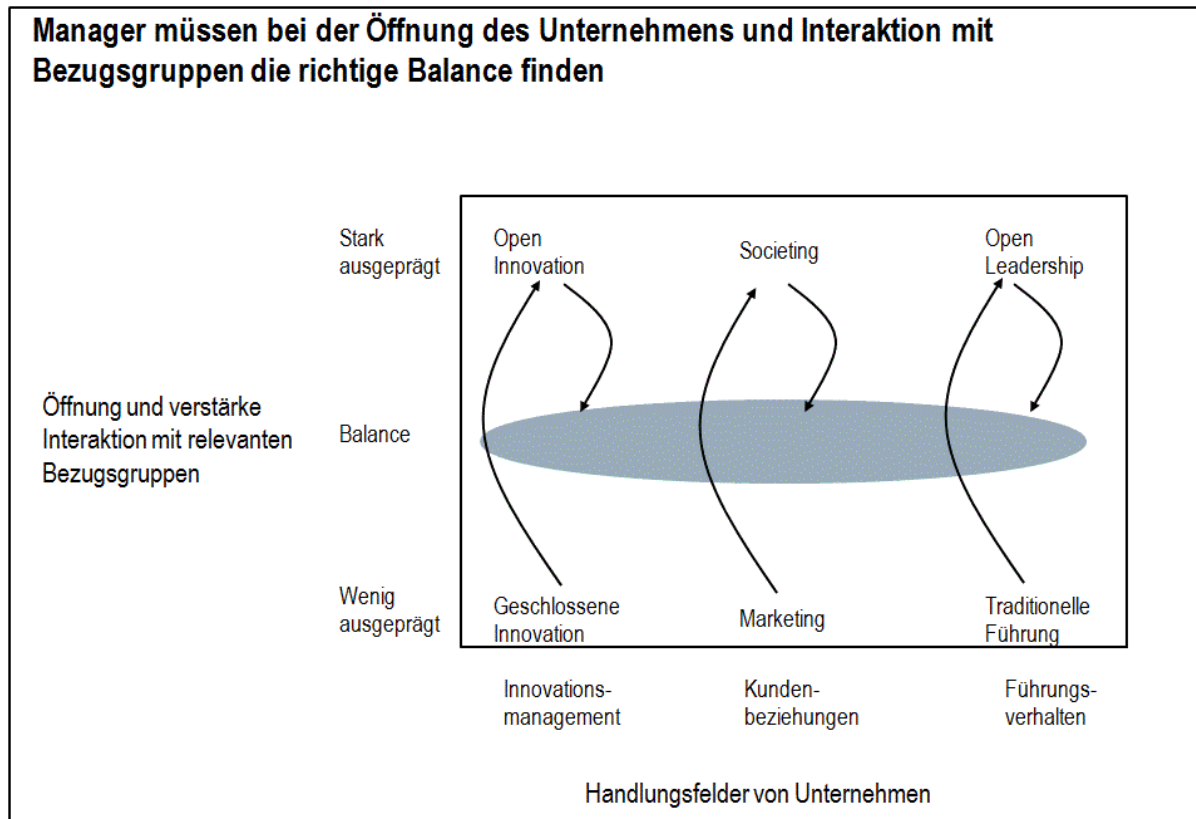 Manager müssen bei der Öffnung des Unternehmens und Interaktion mit
Bezugsgruppen die richtige Balance finden
Stark
ausgeprägt
Open
Innovation
Societing
Open
Leadership
Öffnung und verstärke
Interaktion mit relevanten
Bezugsgruppen
Balance
Wenig
ausgeprägt
Geschlossene
Innovation
Marketing
Traditionelle
Führung
Innovations-
management
Kunden-
beziehungen
Führungs-
verhalten
Handlungsfelder von Unternehmen